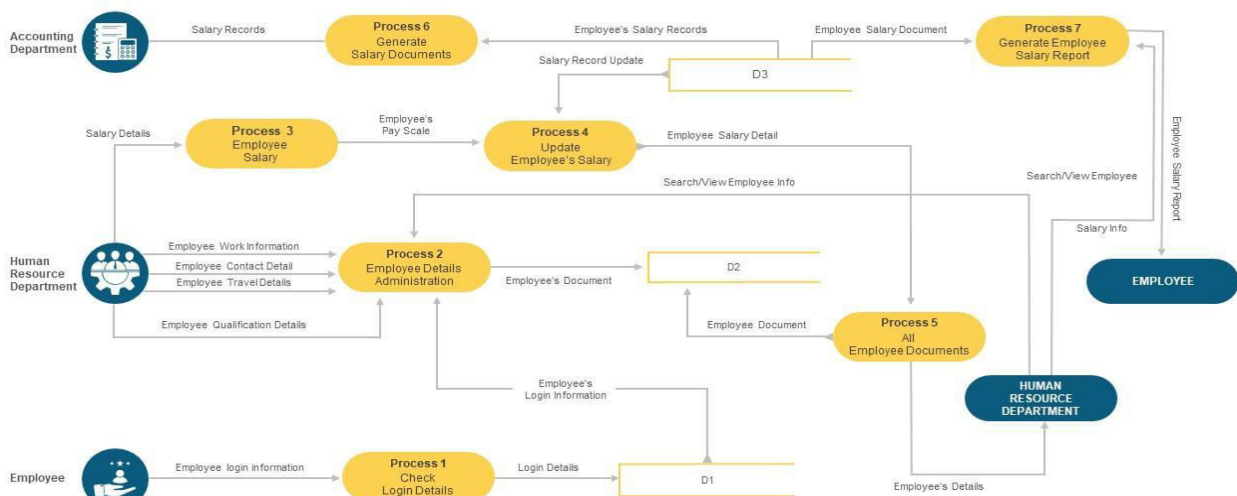 Accounting
Department
Salary Records
Process 6
Generate
Salary Documents
Employee's Salary Records
Employee Salary Document
Process 7
Generate Employee
Salary Report
Salary Record Update
D3
Salary Details
Process 3
Employee
Salary
Employee's
Pay Scale
Process 4
Update
Employee's Salary
Employee Salary Detail
Employee Salary Report
Search/View Employee Info
Search/View Employee
Salary Info
Human
Resource
Department
Employee Work Information
Employee Contact Detail
Employee Travel Details
Employee Qualification Details
Process 2
Employee Details
Administration
Employee's Document
D2
EMPLOYEE
Employee Document
Process 5
All
Employee Documents
HUMAN
RESOURCE
DEPARTMENT
Employee's
Login Information
Employee
Employee login information
Process 1
Check
Login Details
Login Details
D1
Employee's Details